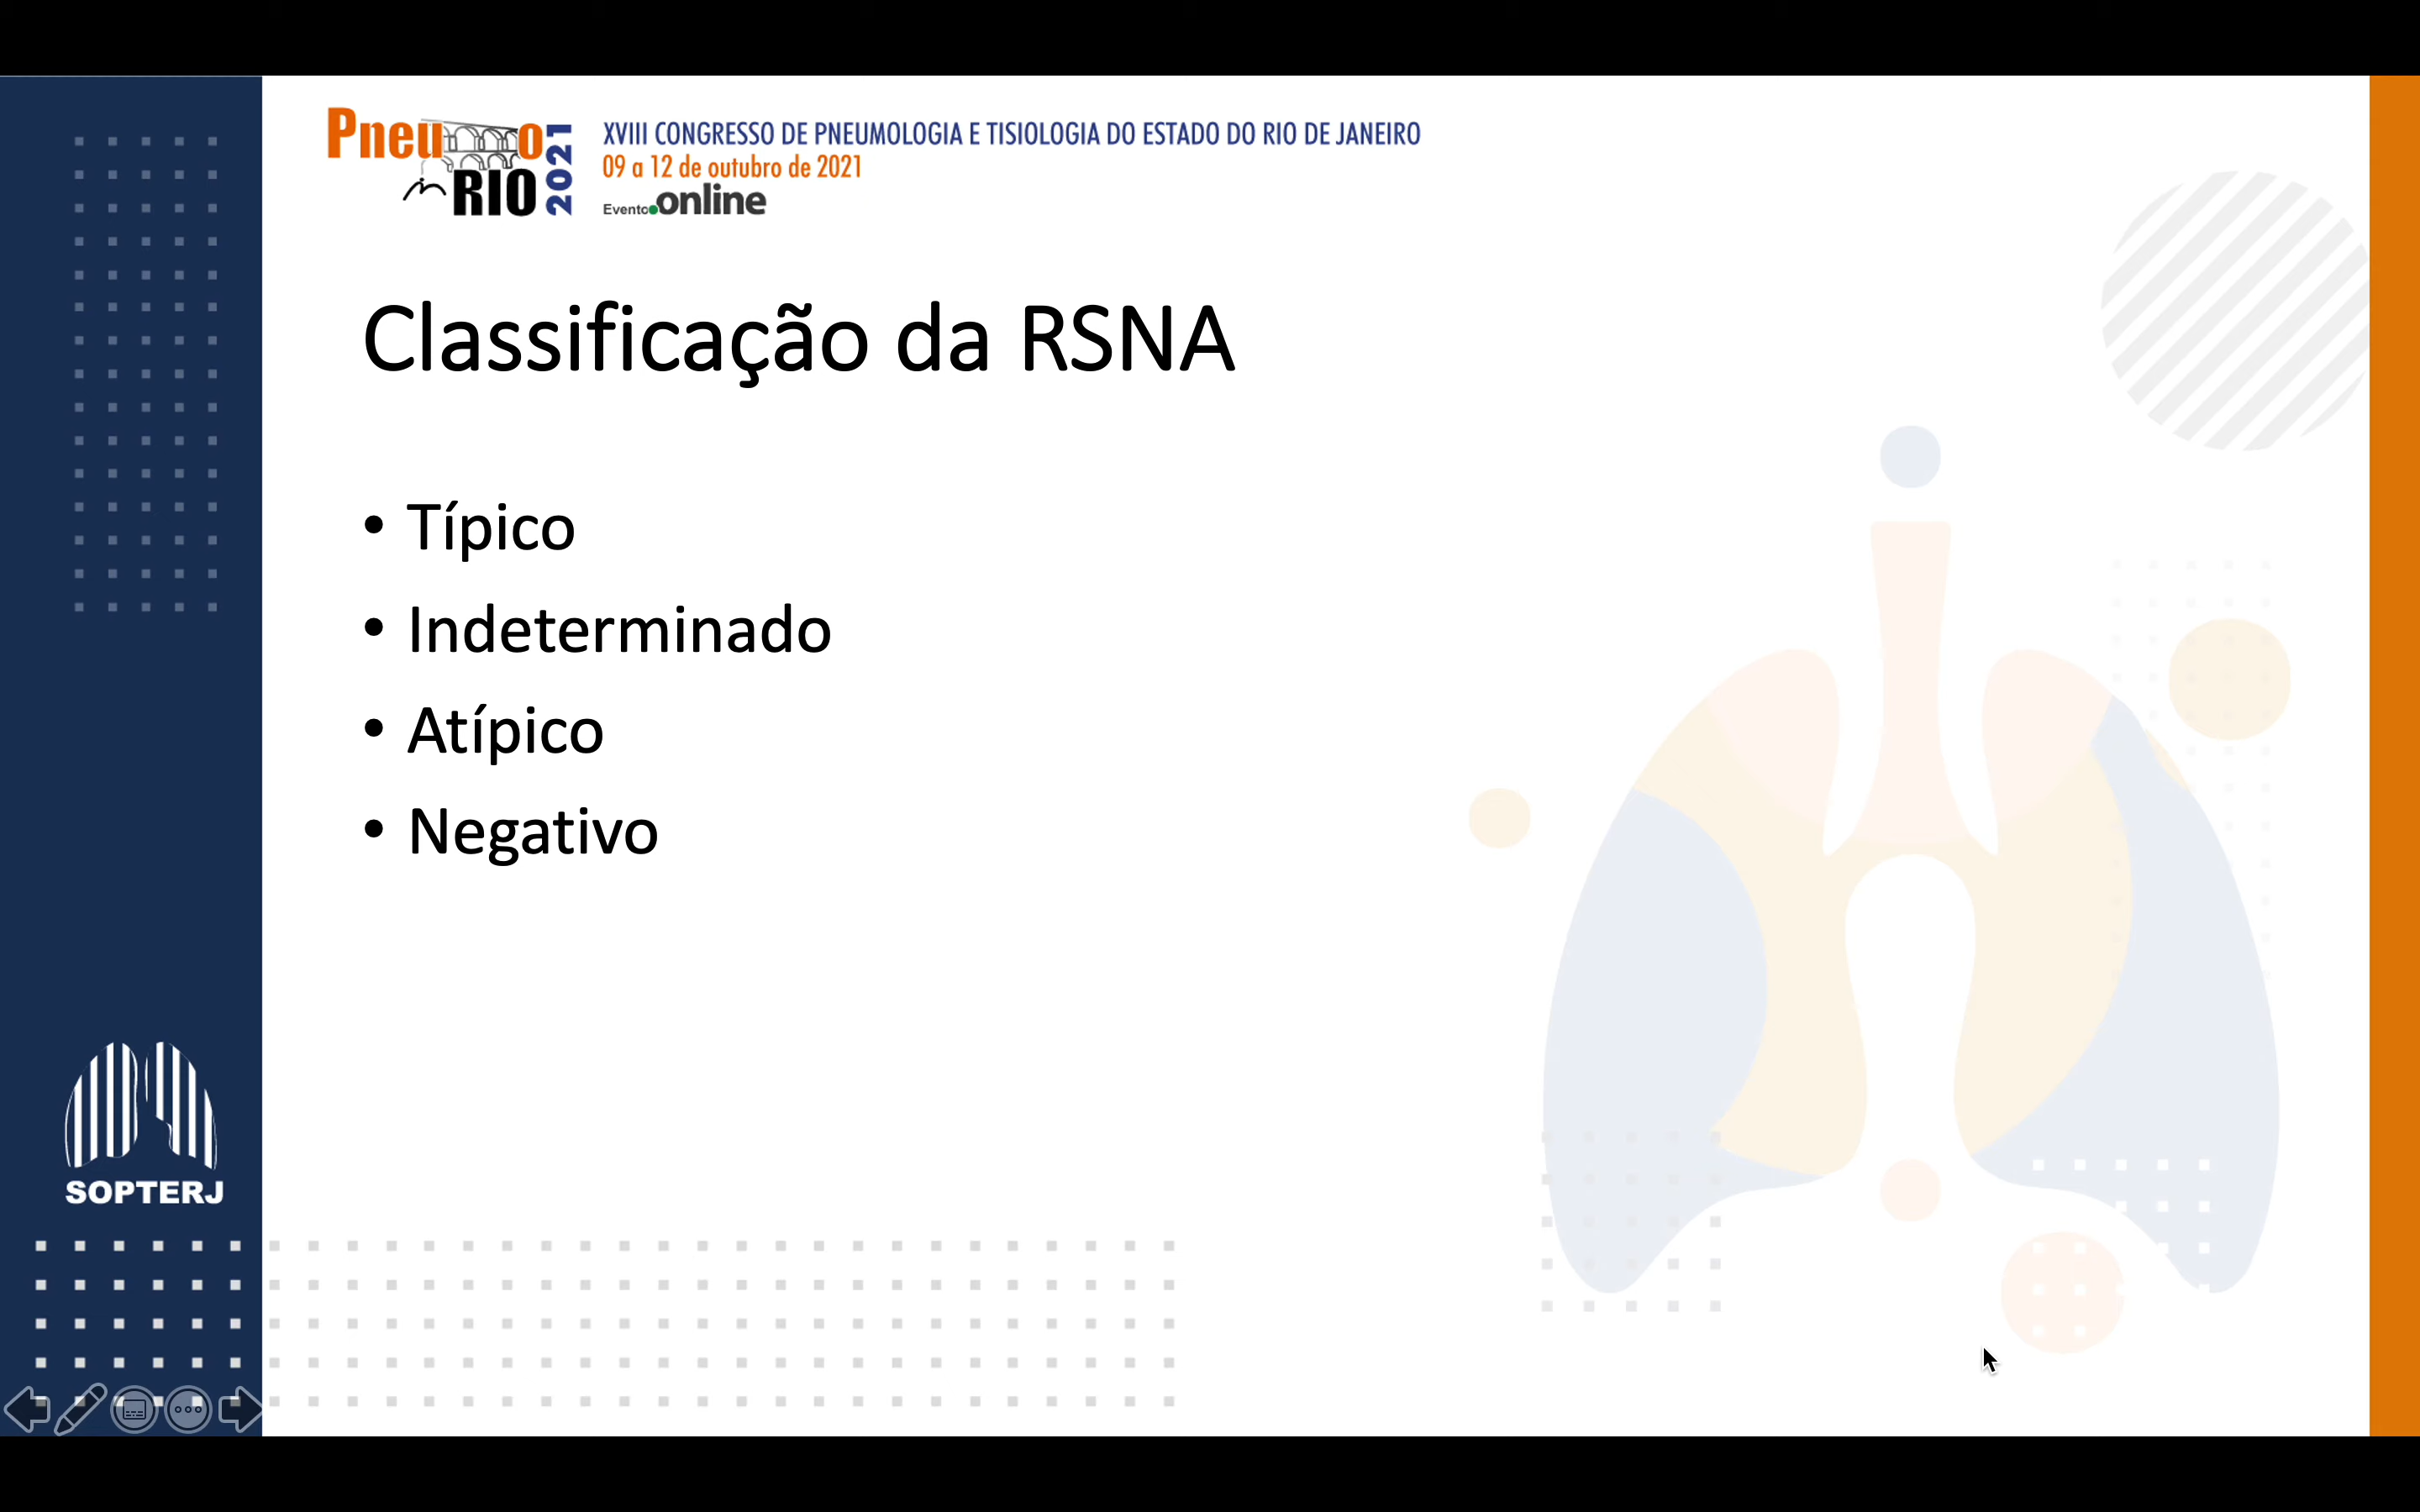 Pneumo
in RIO 2021
XVIII CONGRESSO DE PNEUMOLOGIA E TISIOLOGIA DO ESTADO DO RIO DE JANEIRO
09 a 12 de outubro de 2021
Evento online
Classificação da RSNA
• Típico
• Indeterminado
• Atípico
• Negativo
SOPTERJ